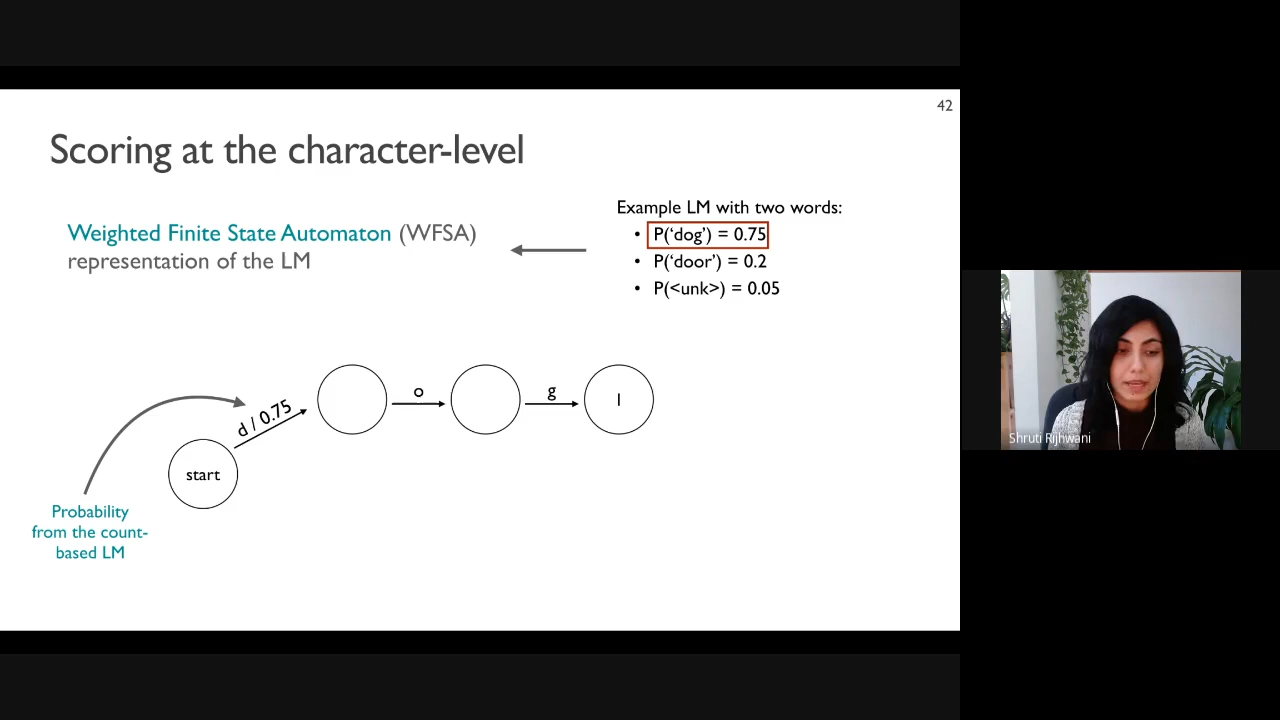 42
Scoring at the character-level
Weighted Finite State Automaton (WFSA)
representation of the LM
Example LM with two words:
• P(‘dog’) = 0.75
• P(‘door’) = 0.2
• P(<unk>) = 0.05
d / 0.75
o
g
1
start
Probability
from the count-
based LM
Shruti Rijhwani